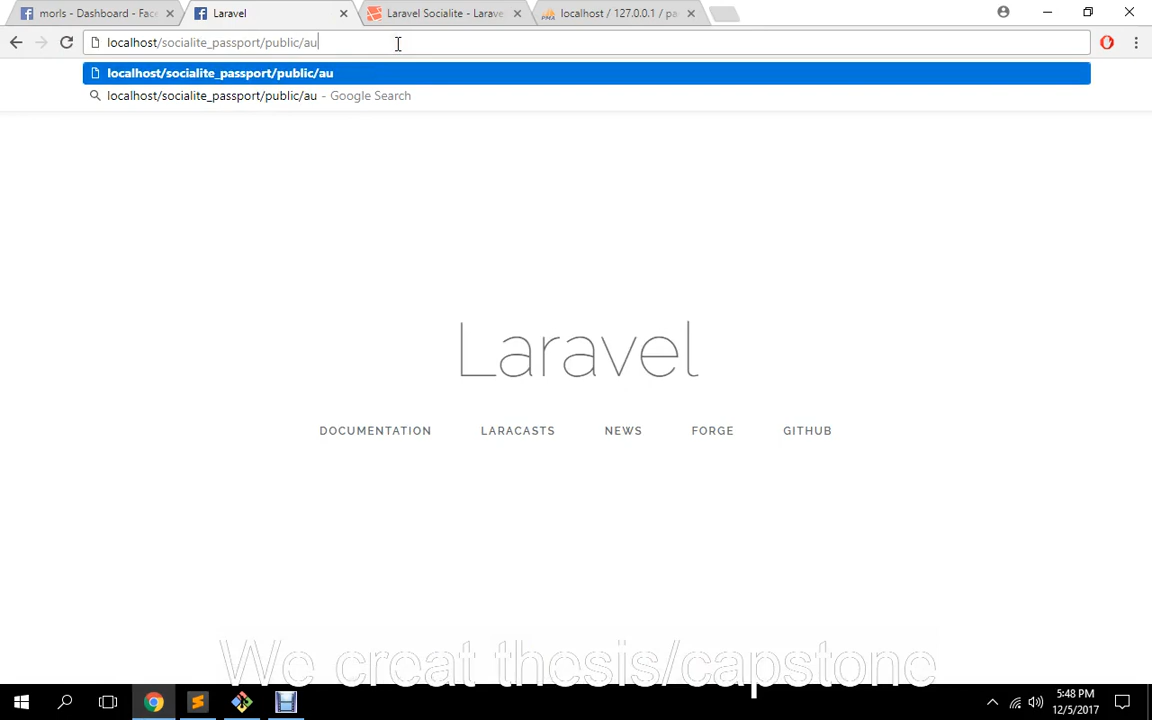 morls - Dashboard - Fac
Laravel
Laravel Socialite - Larave
localhost / 127.0.0.1 / pa
localhost/socialite_passport/public/au
localhost/socialite_passport/public/au
localhost/socialite_passport/public/au - Google Search
Laravel
DOCUMENTATION
LARACASTS
NEWS
FORGE
GITHUB
We creat thesis/capstone
5:48 PM
12/5/2017